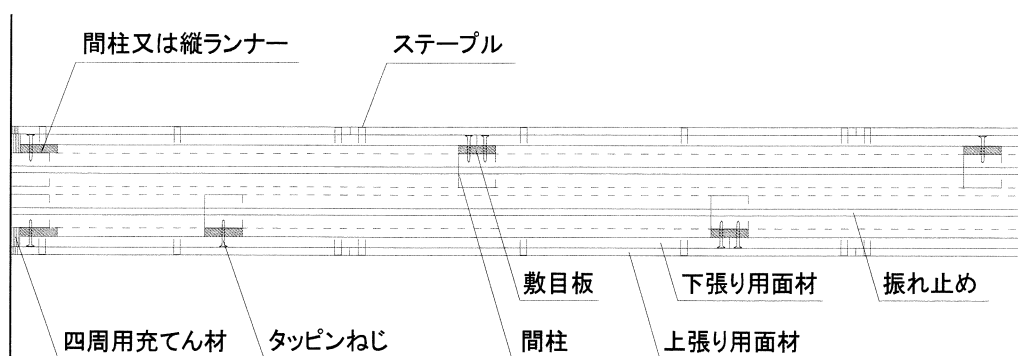 間柱又は縦ランナー
ステープル
敷目板
下張り用面材
振れ止め
四周用充てん材
タッピンねじ
間柱
上張り用面材